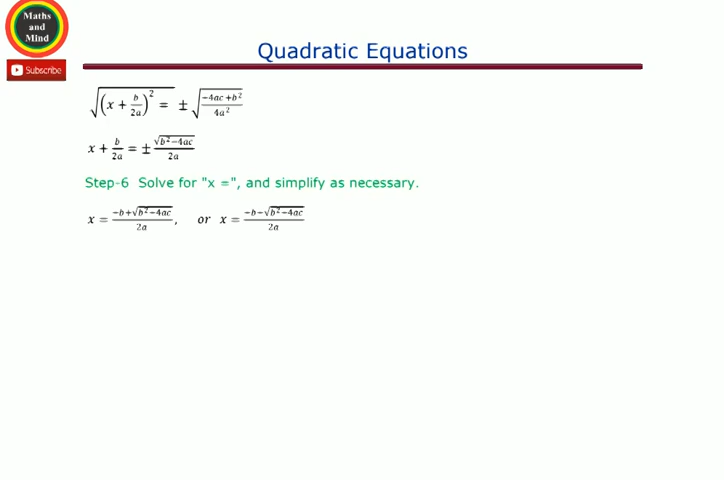 Maths
and
Mind
Subscribe
Quadratic Equations
√(x + b/2a)² = ± √(−4ac+b²/4a²)
x + b/2a = ± √b²−4ac/2a
Step-6 Solve for "x =", and simplify as necessary.
x = −b+√b²−4ac/2a, or x = −b−√b²−4ac/2a